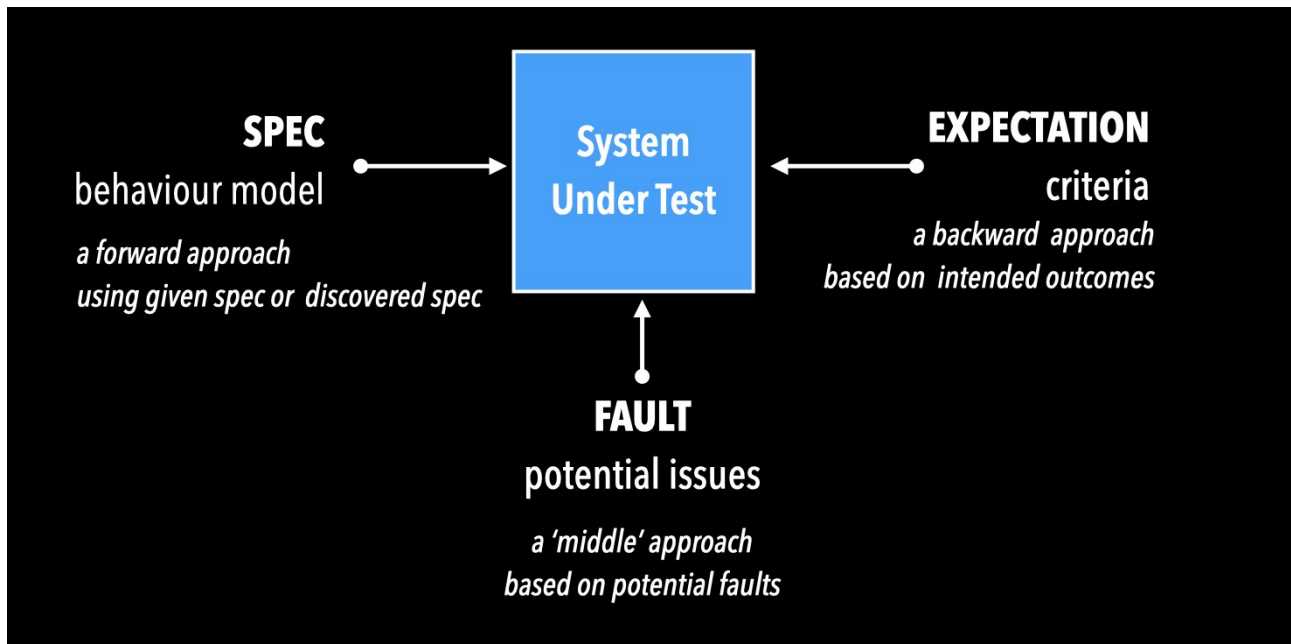 SPEC
behaviour model
a forward approach
using given spec or discovered spec
System
Under Test
EXPECTATION
criteria
a backward approach
based on intended outcomes
FAULT
potential issues
a ‘middle’ approach
based on potential faults